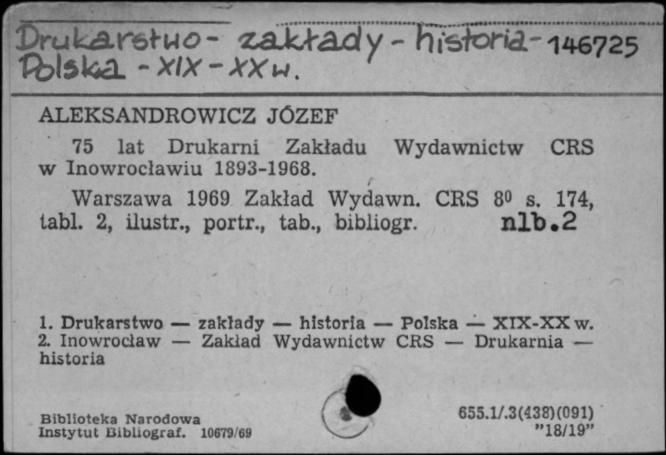 Drukarstwo - zakłady - historia - 146725
Polska - XIX - XX w.
ALEKSANDROWICZ JÓZEF
75 lat Drukarni Zakładu Wydawnictw CRS
w Inowrocławiu 1893-1968.
Warszawa 1969 Zakład Wydawn. CRS 8⁰ s. 174,
tabl. 2, ilustr., portr., tab., bibliogr. nlb.2
1. Drukarstwo — zakłady — historia — Polska — XIX-XX w.
2. Inowrocław — Zakład Wydawnictw CRS — Drukarnia —
historia
Biblioteka Narodowa 655.1/.3(438)(091)
Instytut Bibliograf. 10679/69 "18/19"